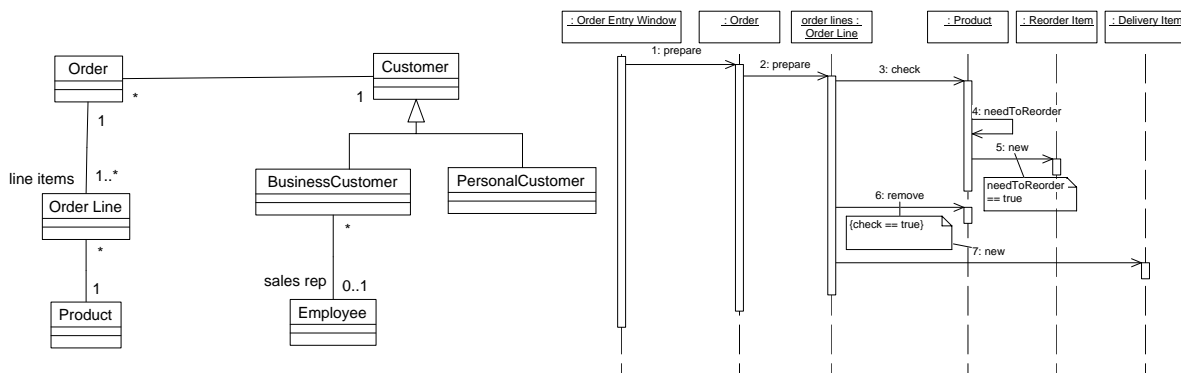 Order
Customer
*
1
1
line items
1..*
BusinessCustomer
PersonalCustomer
Order Line
*
*
sales rep
1
0..1
Product
Employee
: Order Entry Window
: Order
order lines :
Order Line
: Product
: Reorder Item
: Delivery Item
1: prepare
2: prepare
3: check
4: needToReorder
5: new
needToReorder
== true
6: remove
{check == true}
7: new